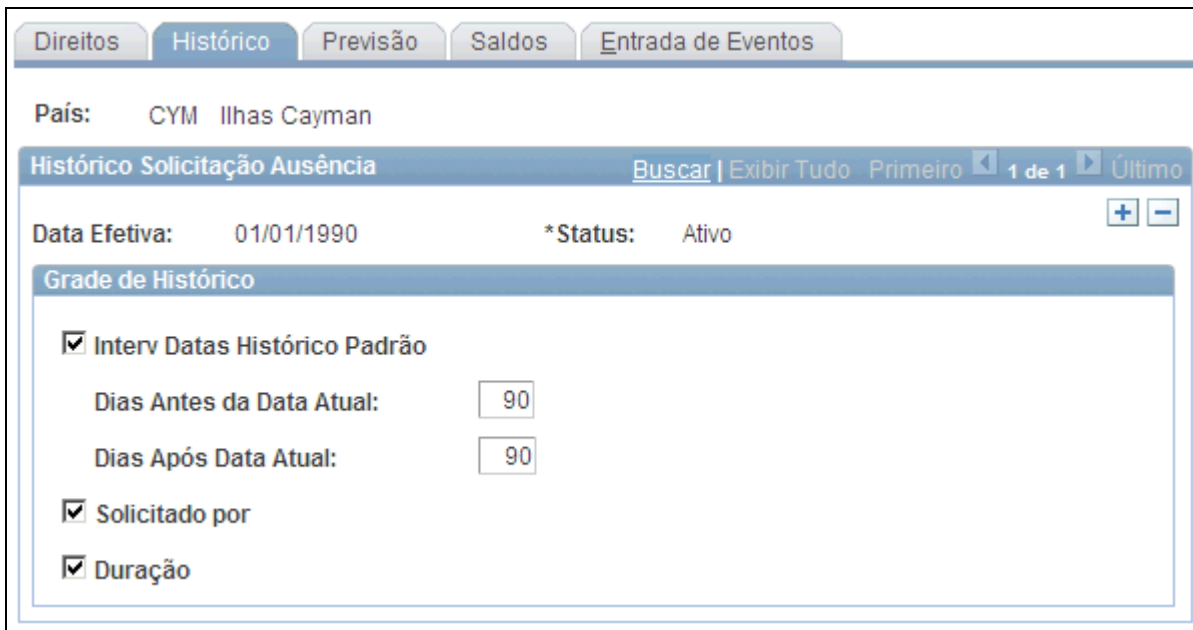 Direitos Histórico Previsão Saldos Entrada de Eventos
País: CYM Ilhas Cayman
Histórico Solicitação Ausência Buscar | Exibir Tudo Primeiro 1 de 1 Último
Data Efetiva: 01/01/1990 *Status: Ativo
Grade de Histórico
Interv Datas Histórico Padrão
Dias Antes da Data Atual: 90
Dias Após Data Atual: 90
Solicitado por
Duração